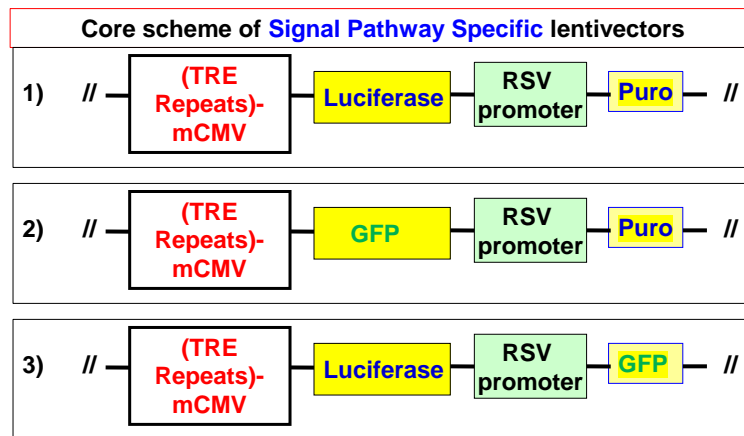 Core scheme of Signal Pathway Specific lentivectors
1) // (TRE Repeats)-mCMV Luciferase RSV promoter Puro //
2) // (TRE Repeats)-mCMV GFP RSV promoter Puro //
3) // (TRE Repeats)-mCMV Luciferase RSV promoter GFP //